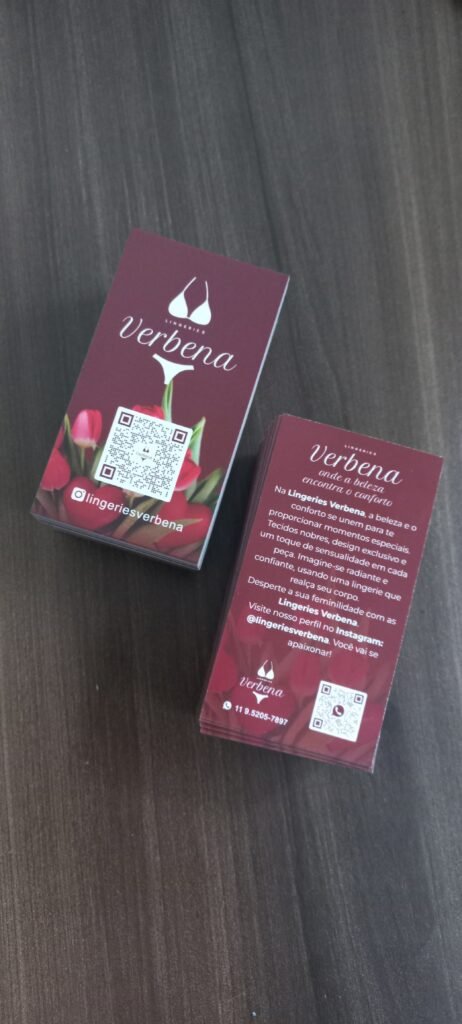 LINGERIES
Verbena
lingeriesverbena
LINGERIES
Verbena
onde a beleza
encontra o conforto
Na Lingeries Verbena, a beleza e o
conforto se unem para te
proporcionar momentos especiais.
Tecidos nobres, design exclusivo e
um toque de sensualidade em cada
peça. Imagine-se radiante e
confiante, usando uma lingerie que
realça seu corpo.
Desperte a sua feminilidade com as
Lingeries Verbena.
Visite nosso perfil no Instagram:
@lingeriesverbena. Você vai se
apaixonar!
Verbena
11 9.5205-7897